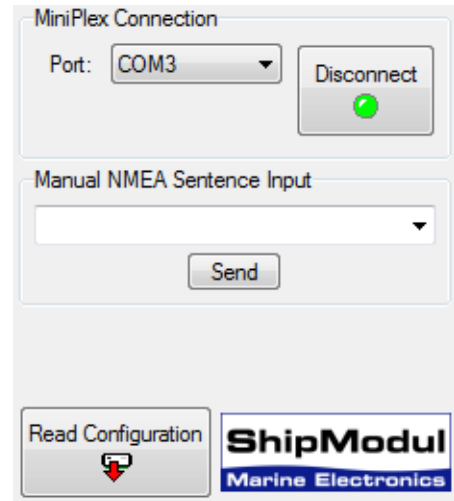 MiniPlex Connection
Port: COM3
Disconnect
Manual NMEA Sentence Input
Send
Read Configuration
ShipModul
Marine Electronics